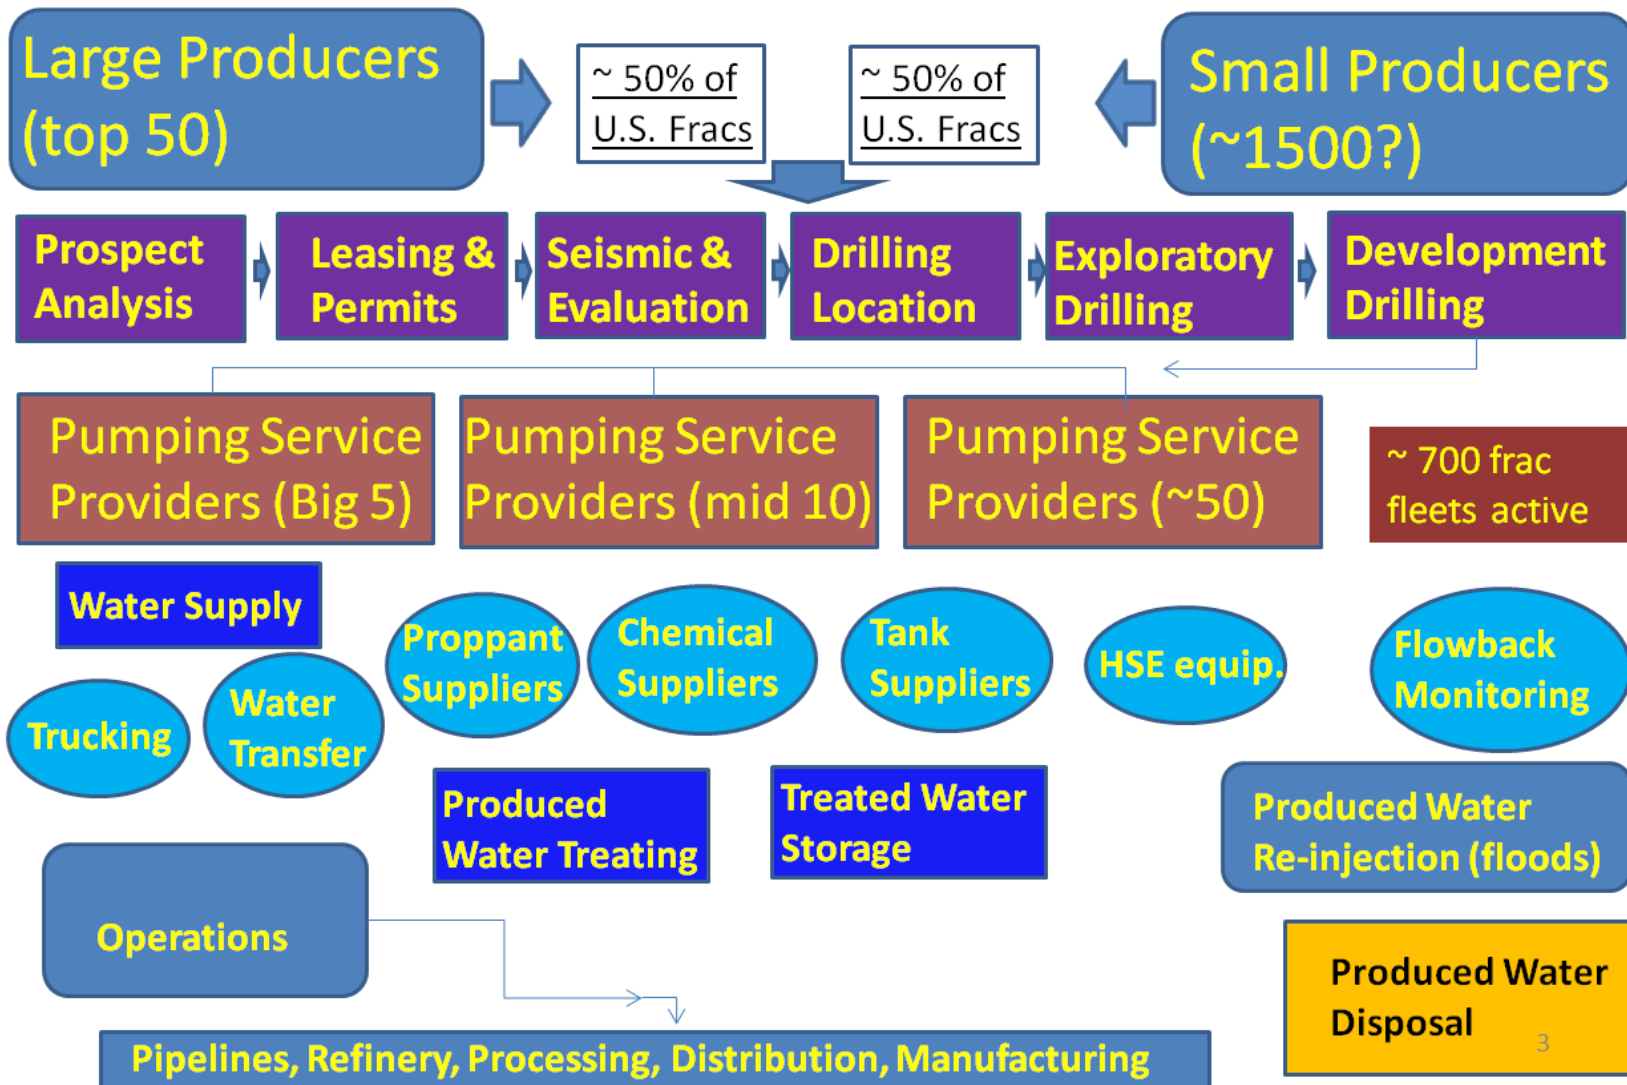 Large Producers
(top 50)
~ 50% of
U.S. Fracs
~ 50% of
U.S. Fracs
Small Producers
(~1500?)
Prospect
Analysis
Leasing &
Permits
Seismic &
Evaluation
Drilling
Location
Exploratory
Drilling
Development
Drilling
Pumping Service
Providers (Big 5)
Pumping Service
Providers (mid 10)
Pumping Service
Providers (~50)
~ 700 frac
fleets active
Water Supply
Trucking
Water
Transfer
Proppant
Suppliers
Chemical
Suppliers
Tank
Suppliers
HSE equip.
Flowback
Monitoring
Produced
Water Treating
Treated Water
Storage
Produced Water
Re-injection (floods)
Operations
Produced Water
Disposal
3
Pipelines, Refinery, Processing, Distribution, Manufacturing